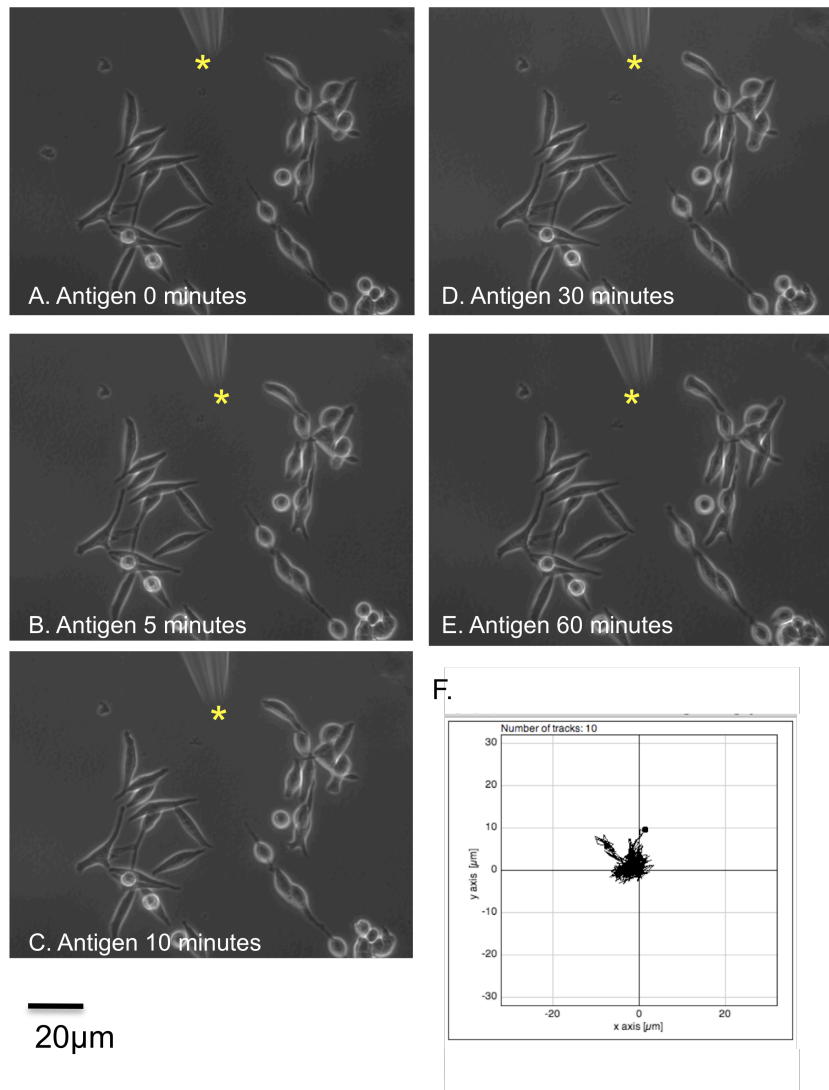 *
*
A. Antigen 0 minutes
D. Antigen 30 minutes
*
*
B. Antigen 5 minutes
E. Antigen 60 minutes
*
C. Antigen 10 minutes
20µm
F.
Number of tracks: 10
30
20
10
0
-10
-20
-30
y axis [µm]
-20
0
20
x axis [µm]